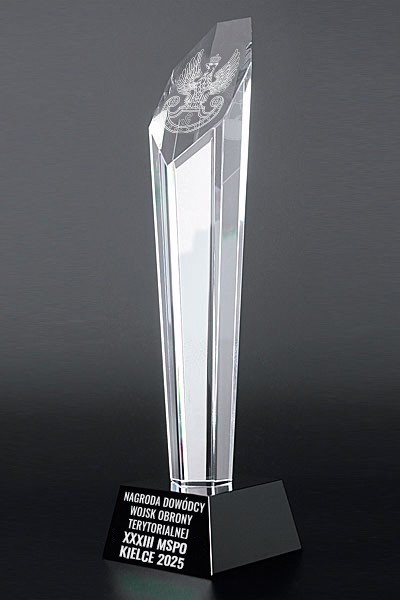 NAGRODA DOWÓDCY
WOJSK OBRONY
TERYTORIALNEJ
XXXIII MSPO
KIELCE 2025